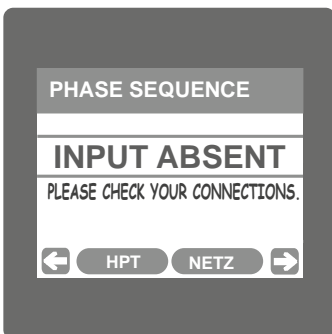 PHASE SEQUENCE
INPUT ABSENT
PLEASE CHECK YOUR CONNECTIONS.
HPT NETZ